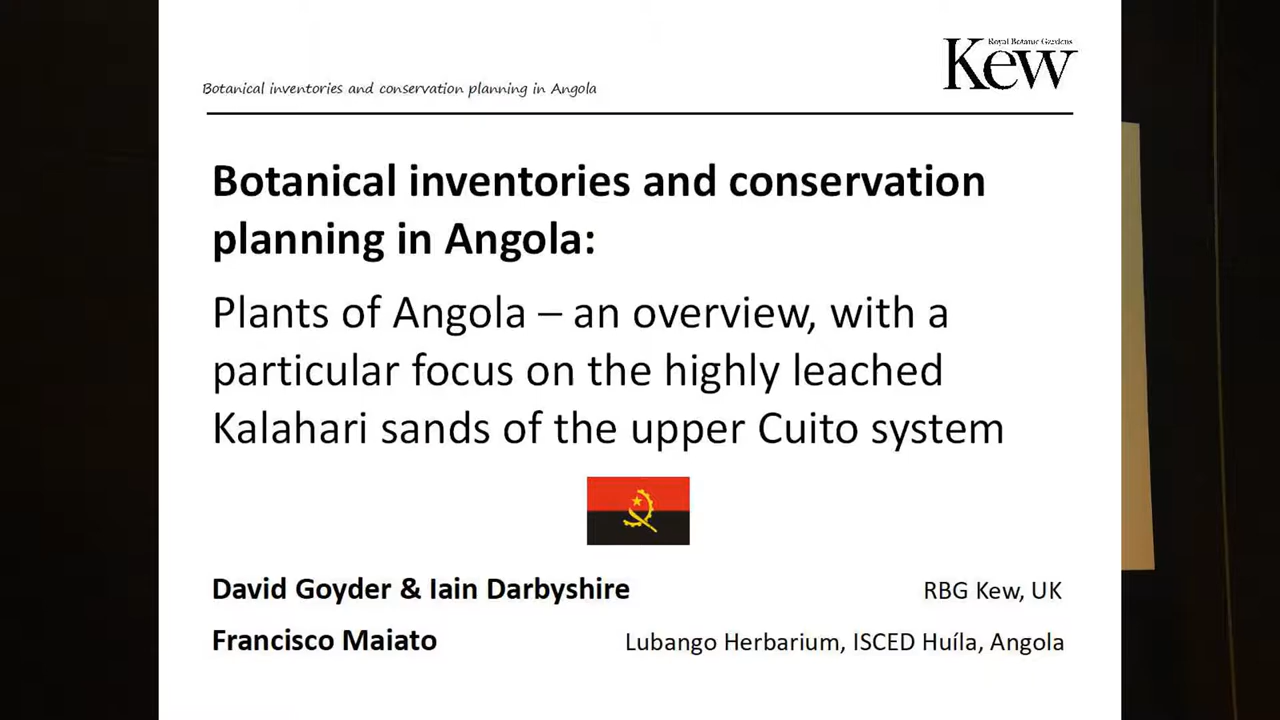 Royal Botanic Gardens
Kew
Botanical inventories and conservation planning in Angola
Botanical inventories and conservation
planning in Angola:
Plants of Angola – an overview, with a
particular focus on the highly leached
Kalahari sands of the upper Cuito system
David Goyder & Iain Darbyshire
RBG Kew, UK
Francisco Maiato
Lubango Herbarium, ISCED Huíla, Angola